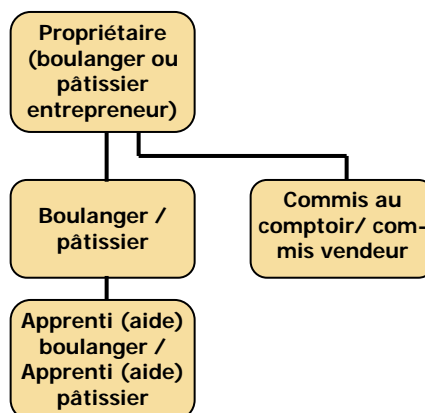 Propriétaire
(boulanger ou
pâtissier
entrepreneur)
Boulanger /
pâtissier
Commis au
comptoir/ com-
mis vendeur
Apprenti (aide)
boulanger /
Apprenti (aide)
pâtissier